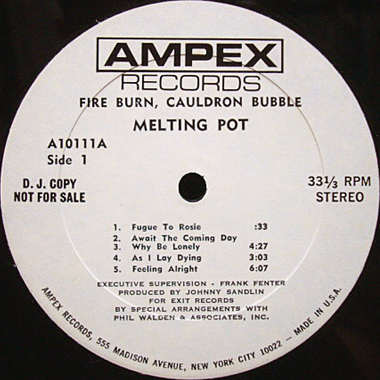 AMPEX
RECORDS
FIRE BURN, CAULDRON BUBBLE
MELTING POT
A10111A
Side 1
D. J. COPY
NOT FOR SALE
33⅓ RPM
STEREO
1. Fugue To Rosie :33
2. Await The Coming Day
3. Why Be Lonely 4:27
4. As I Lay Dying 3:03
5. Feeling Alright 6:07
EXECUTIVE SUPERVISION - FRANK FENTER
PRODUCED BY JOHNNY SANDLIN
FOR EXIT RECORDS
BY SPECIAL ARRANGEMENTS WITH
PHIL WALDEN & ASSOCIATES, INC.
AMPEX RECORDS, 555 MADISON AVENUE, NEW YORK CITY 10022 — MADE IN U.S.A.